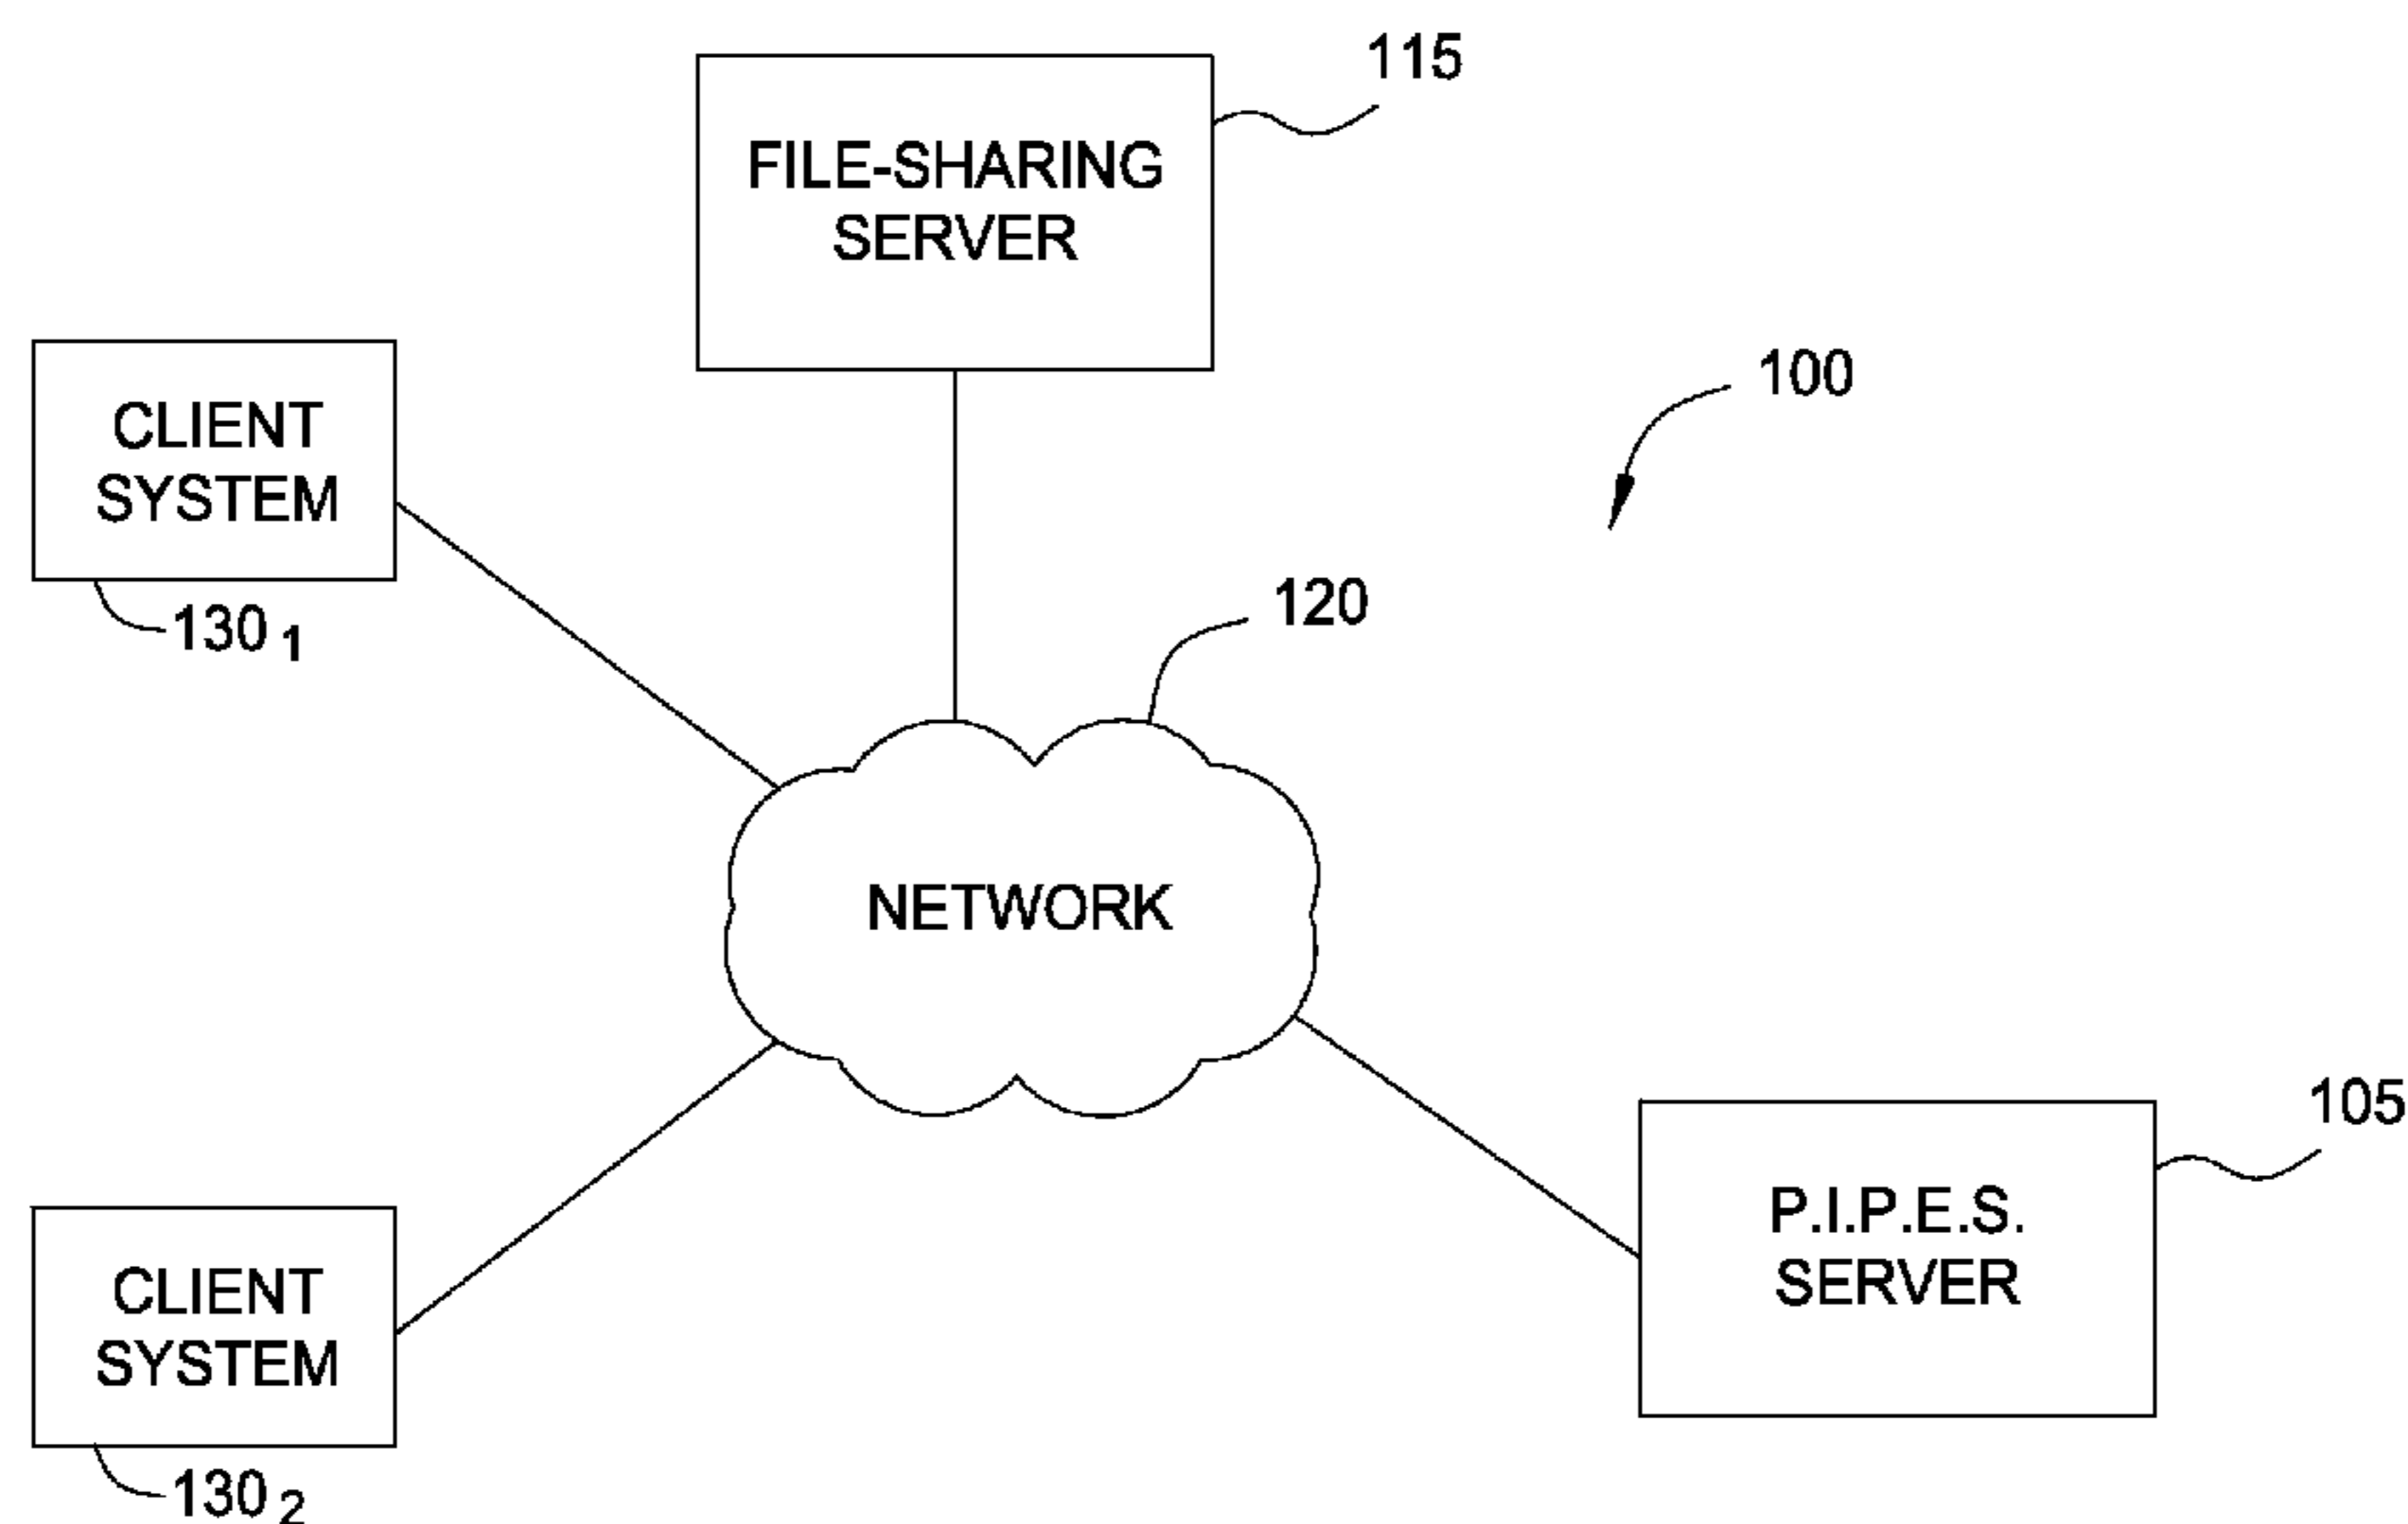 115
FILE-SHARING
SERVER
100
CLIENT
SYSTEM
130 1
120
NETWORK
105
P.I.P.E.S.
SERVER
CLIENT
SYSTEM
130 2